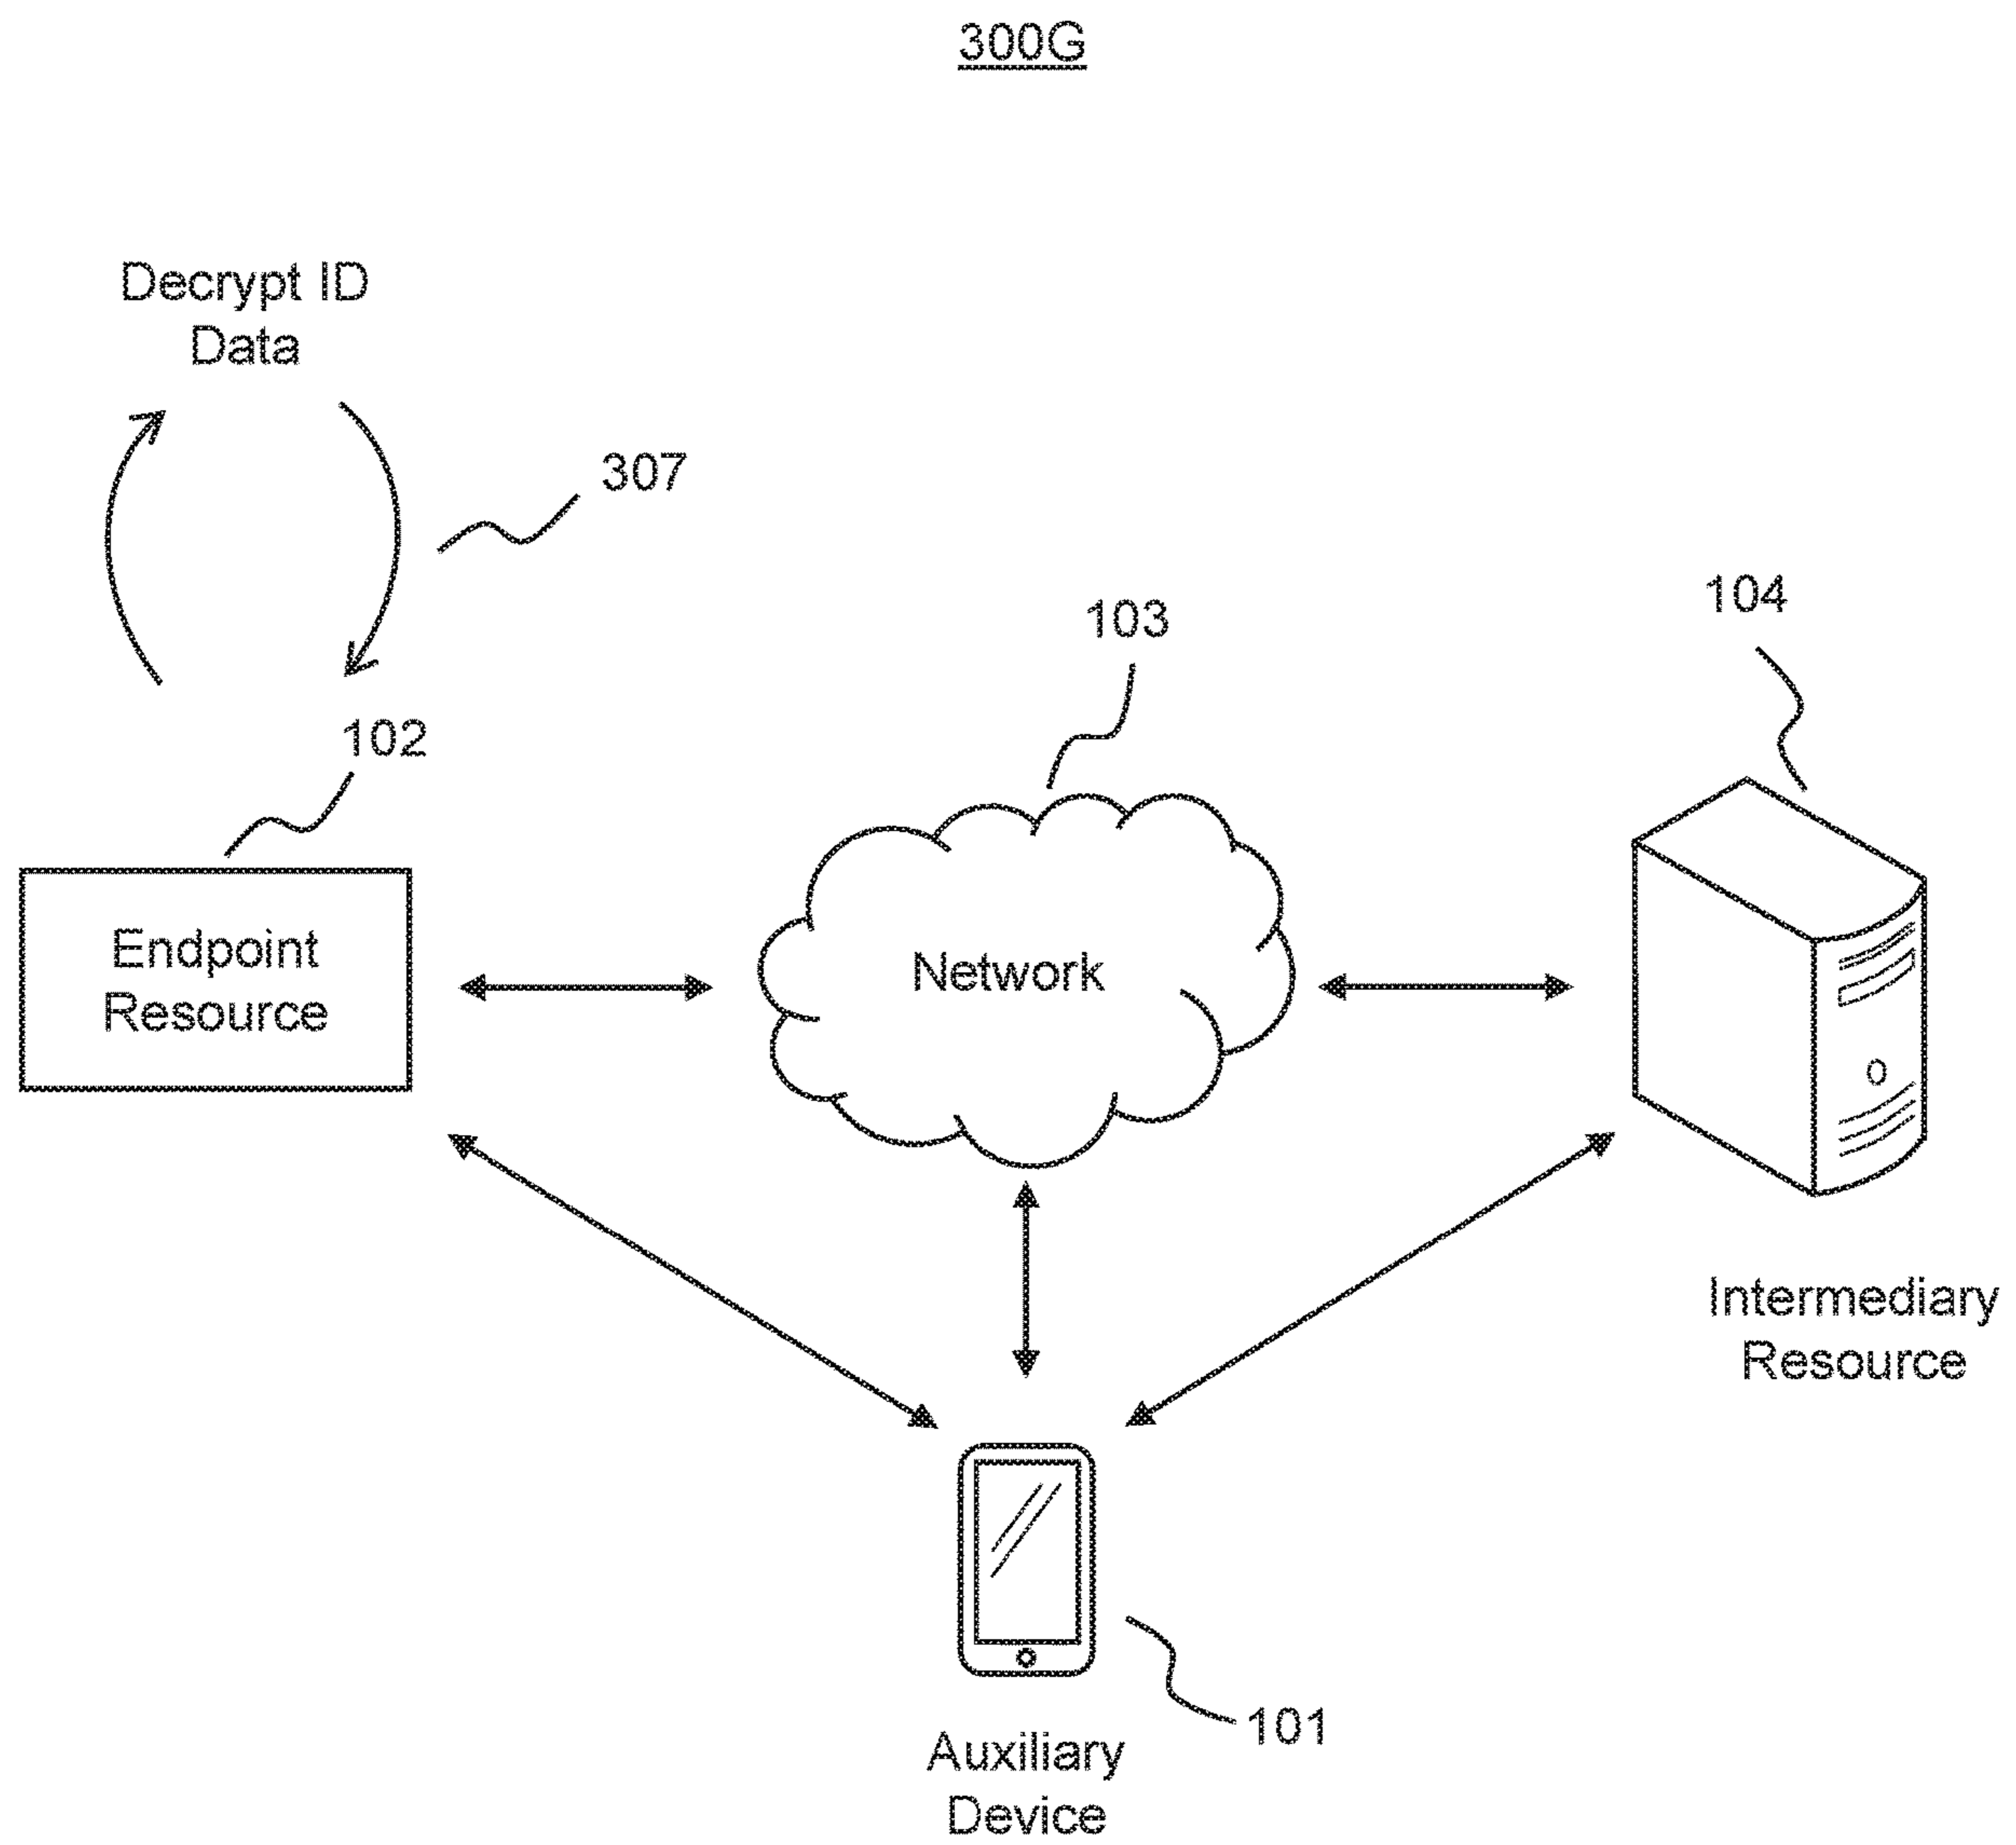 300G
Decrypt ID
Data
307
103
104
102
Endpoint
Resource
Network
Intermediary
Resource
101
Auxiliary
Device